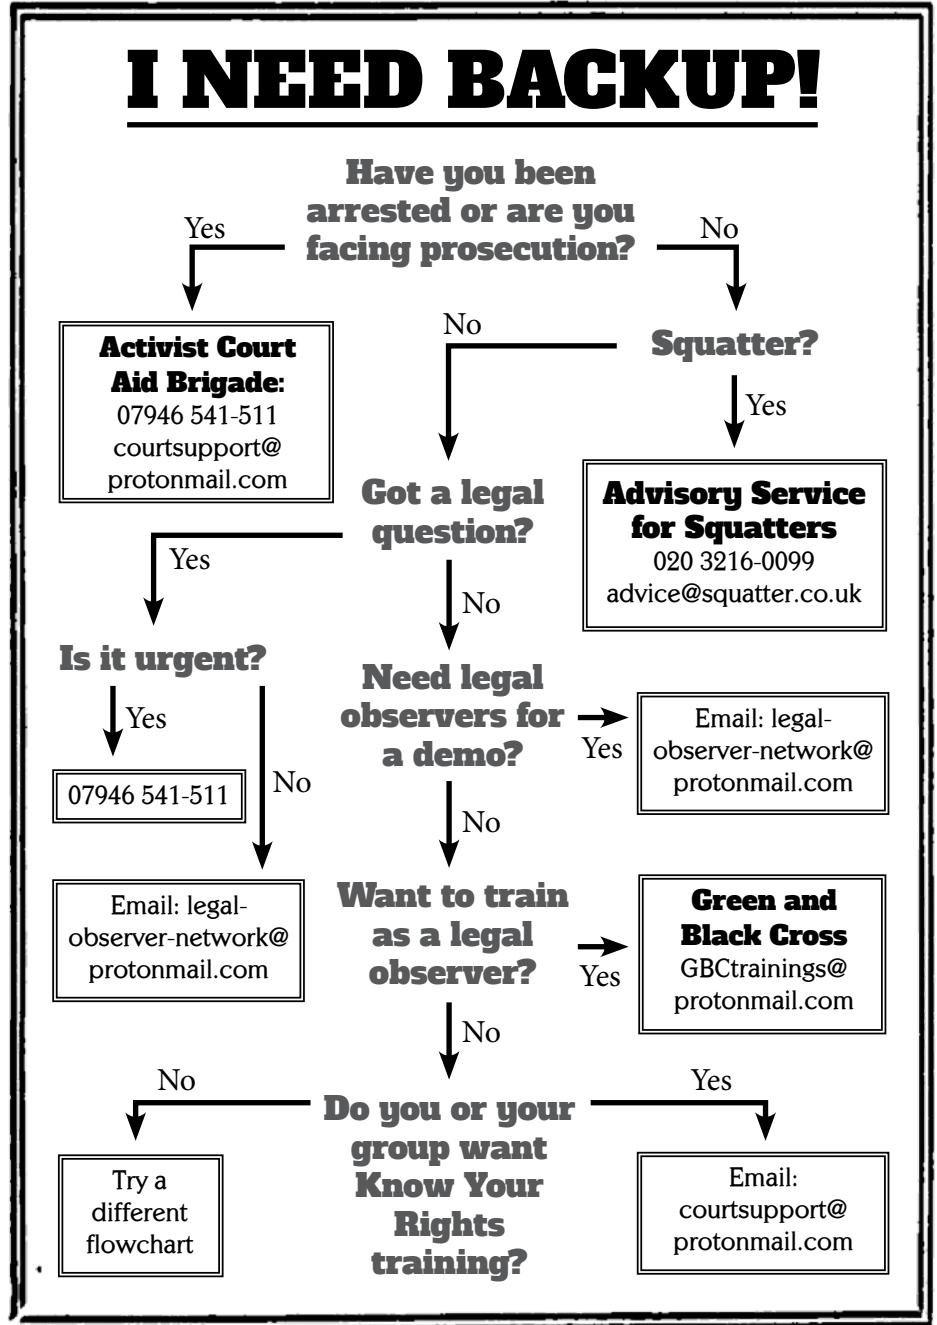 I NEED BACKUP!
Have you been
arrested or are you
facing prosecution?
Yes
No
Activist Court
Aid Brigade:
07946 541-511
courtsupport@
protonmail.com
No
Squatter?
Yes
Advisory Service
for Squatters
020 3216-0099
advice@squatter.co.uk
Got a legal
question?
Yes
No
Is it urgent?
Yes
07946 541-511
No
Email: legal-
observer-network@
protonmail.com
Need legal
observers for
a demo?
Yes
Email: legal-
observer-network@
protonmail.com
No
Want to train
as a legal
observer?
Yes
Green and
Black Cross
GBCtrainings@
protonmail.com
No
Do you or your
group want
Know Your
Rights
training?
No
Try a
different
flowchart
Yes
Email:
courtsupport@
protonmail.com